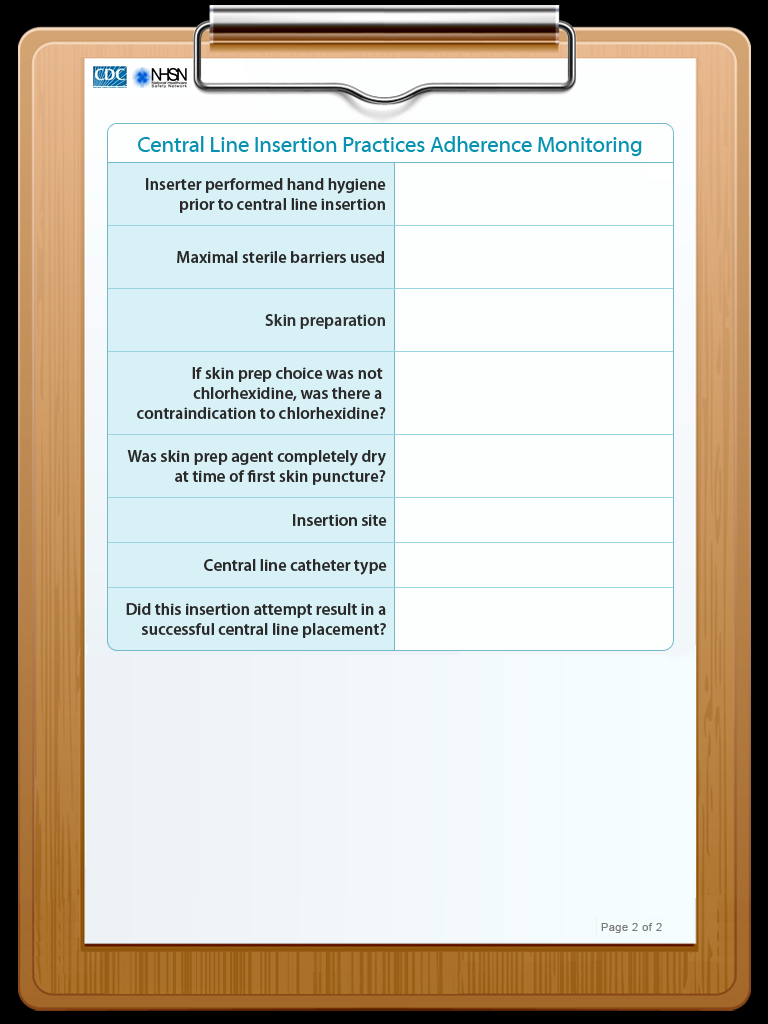 CDC
NHSN
National Healthcare
Safety Network
Central Line Insertion Practices Adherence Monitoring
Inserter performed hand hygiene
prior to central line insertion
Maximal sterile barriers used
Skin preparation
If skin prep choice was not
chlorhexidine, was there a
contraindication to chlorhexidine?
Was skin prep agent completely dry
at time of first skin puncture?
Insertion site
Central line catheter type
Did this insertion attempt result in a
successful central line placement?
Page 2 of 2